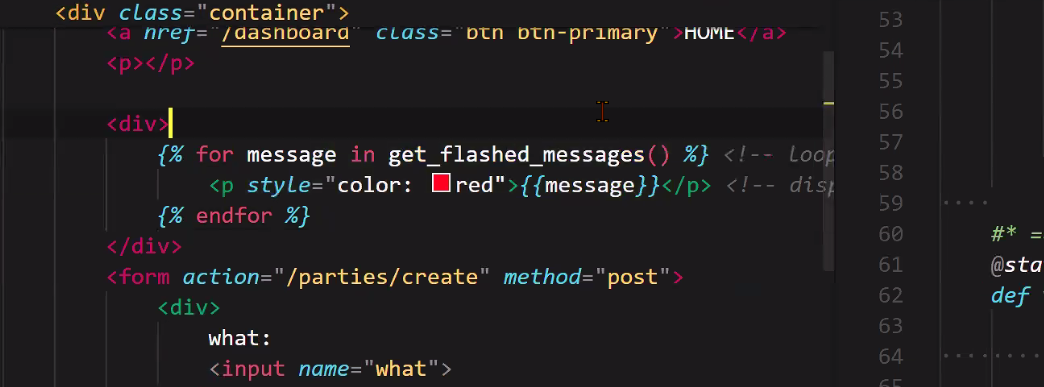 <div class="container">
<a href="/dashboard" class="btn btn-primary">HOME</a>
<p></p>
<div>
{% for message in get_flashed_messages() %} <!-- loop
<p style="color: red">{{message}}</p> <!-- disp
{% endfor %}
</div>
<form action="/parties/create" method="post">
<div>
what:
<input name="what">
53
54
55
56
57
58
59
60 #* =
61 @sta
62 def
63
64
65